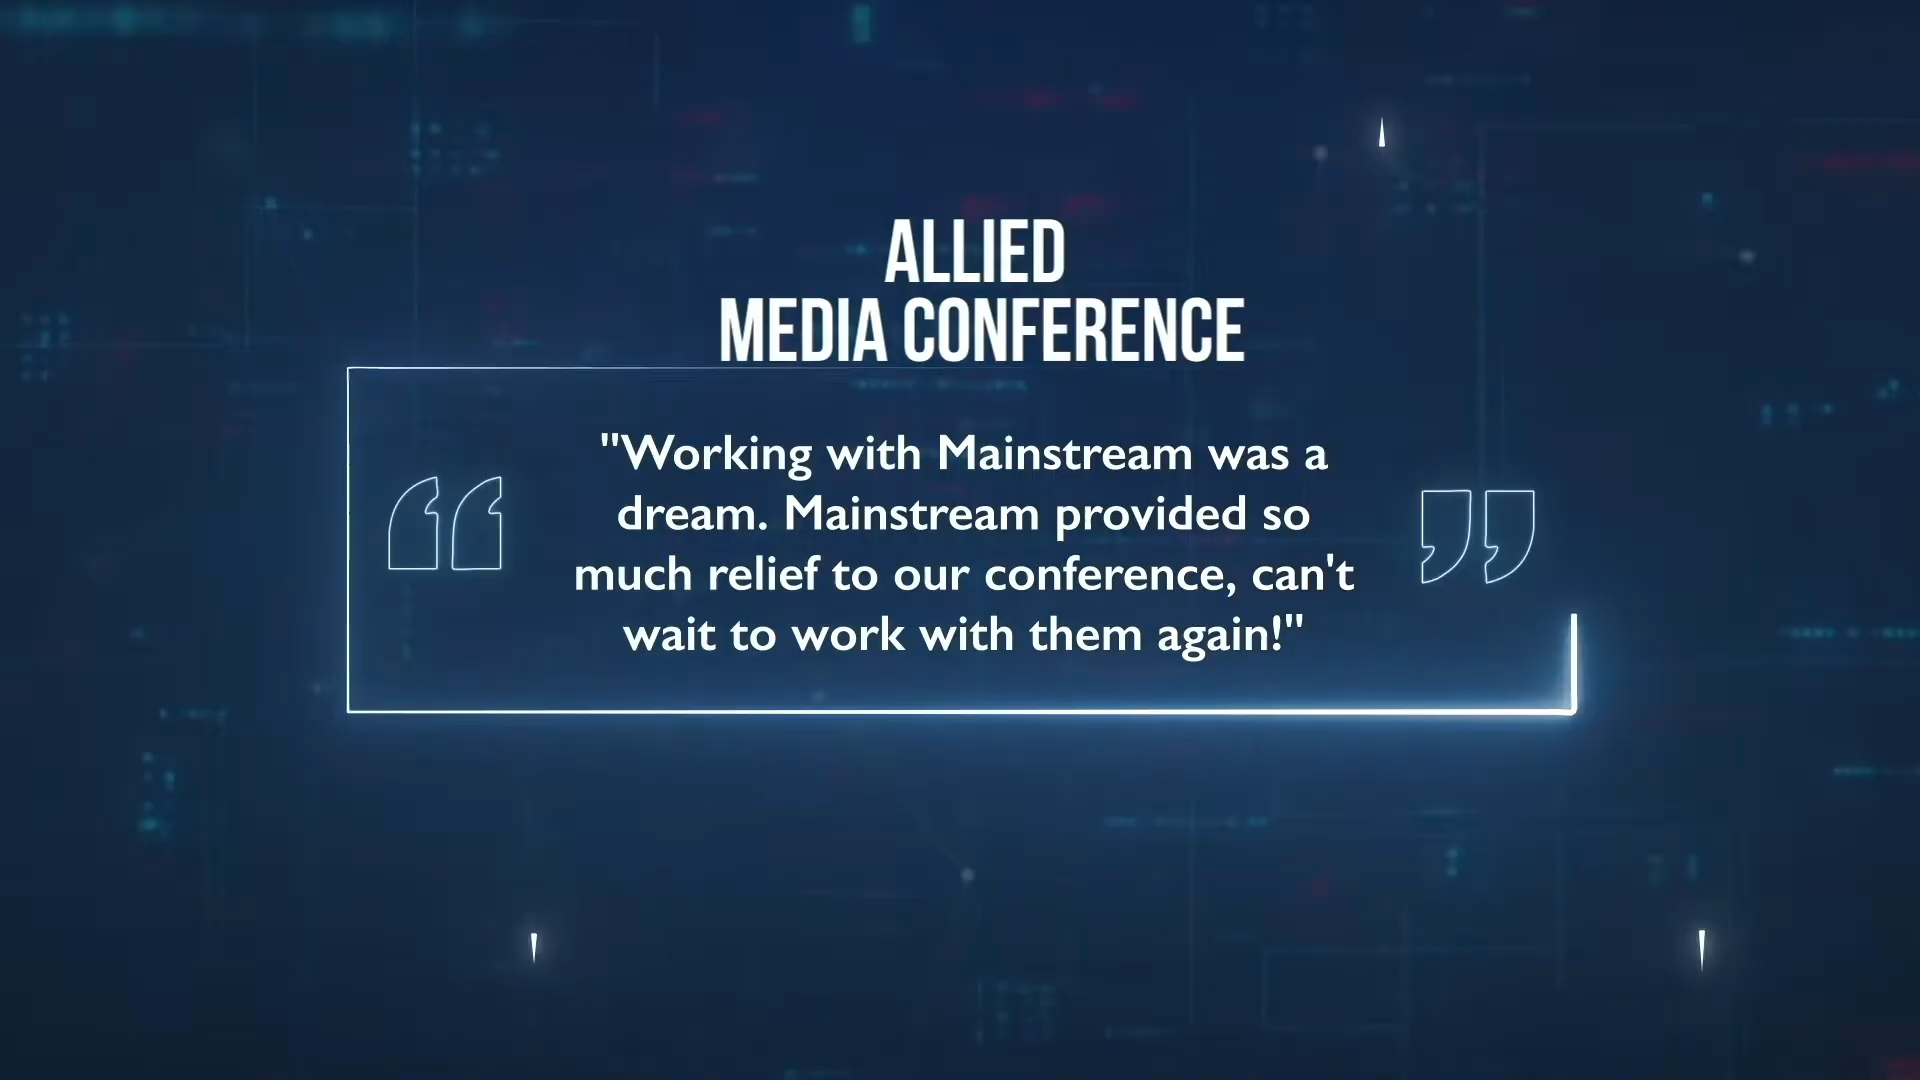 ALLIED
MEDIA CONFERENCE
"Working with Mainstream was a
dream. Mainstream provided so
much relief to our conference, can't
wait to work with them again!"